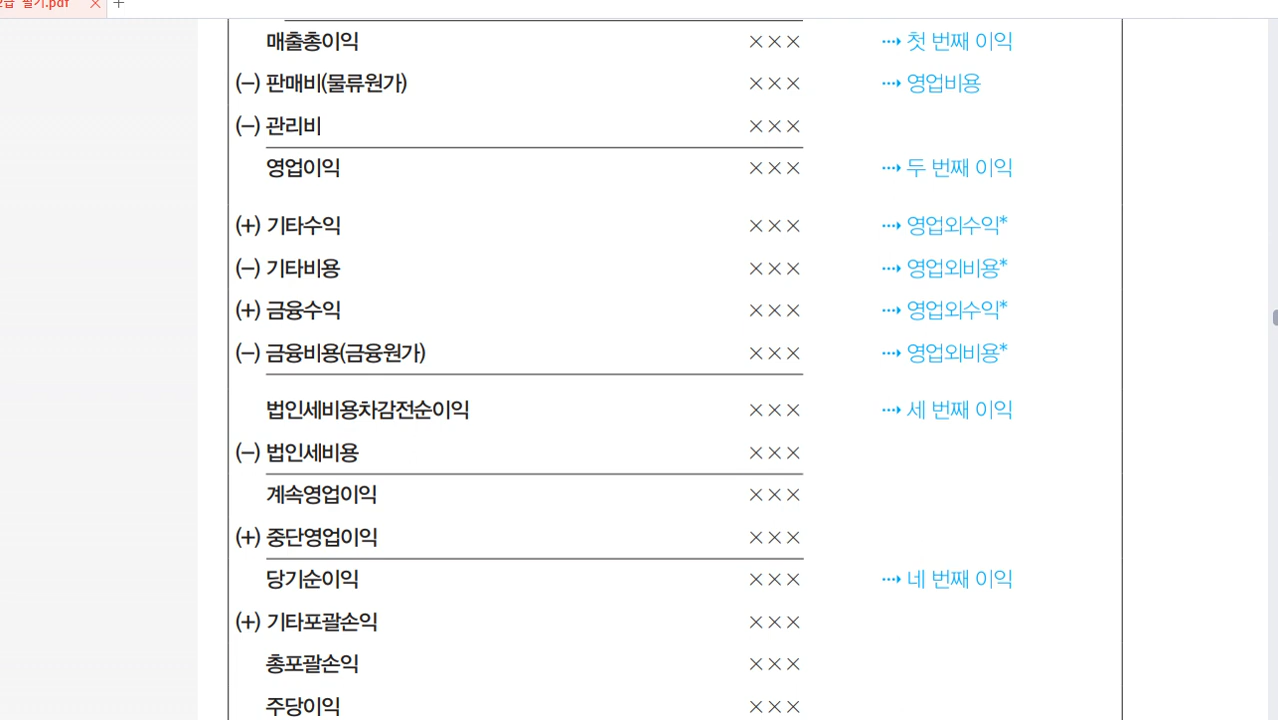 2급 필기.pdf × +
매출총이익 ××× ⋯→ 첫 번째 이익
(−) 판매비(물류원가) ××× ⋯→ 영업비용
(−) 관리비 ×××
영업이익 ××× ⋯→ 두 번째 이익
(+) 기타수익 ××× ⋯→ 영업외수익*
(−) 기타비용 ××× ⋯→ 영업외비용*
(+) 금융수익 ××× ⋯→ 영업외수익*
(−) 금융비용(금융원가) ××× ⋯→ 영업외비용*
법인세비용차감전순이익 ××× ⋯→ 세 번째 이익
(−) 법인세비용 ×××
계속영업이익 ×××
(+) 중단영업이익 ×××
당기순이익 ××× ⋯→ 네 번째 이익
(+) 기타포괄손익 ×××
총포괄손익 ×××
주당이익 ×××